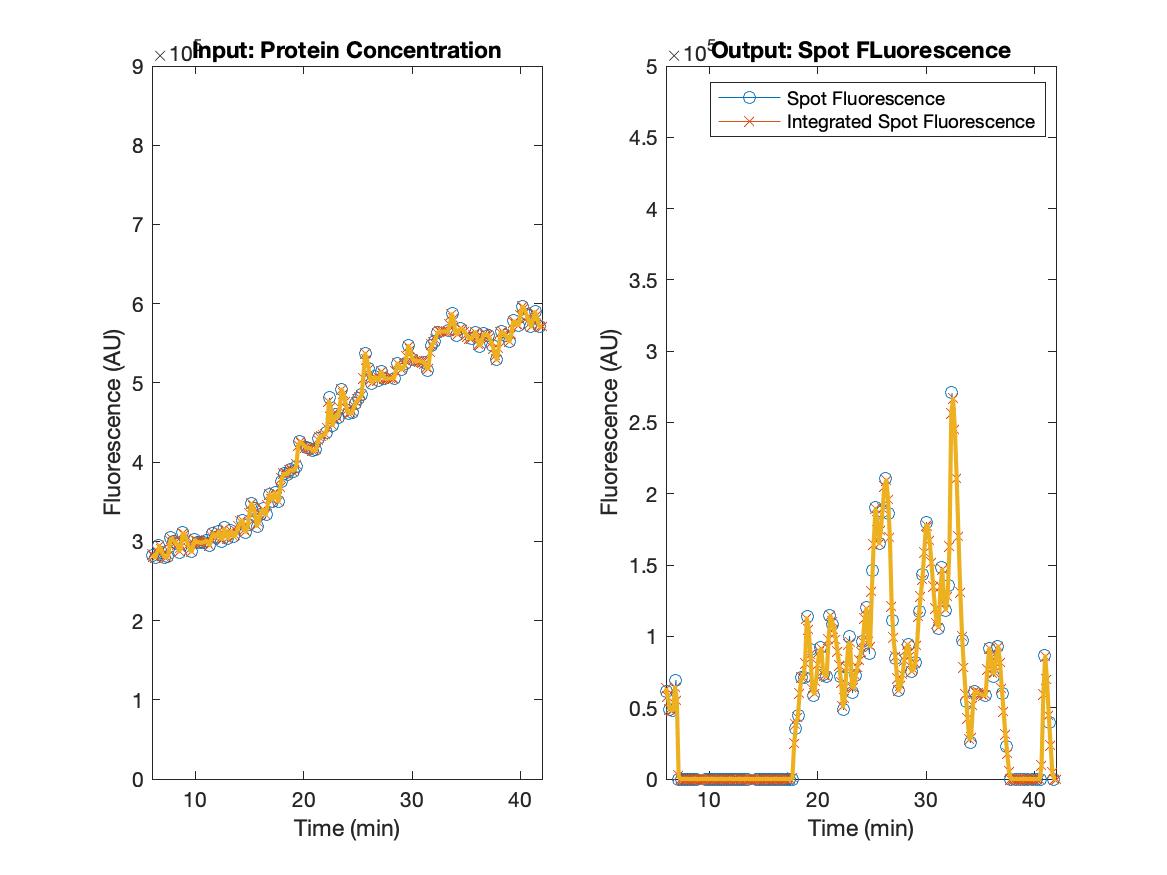 ×10⁵
Input: Protein Concentration
9
8
7
6
5
4
3
2
1
0
Fluorescence (AU)
10 20 30 40
Time (min)
×10⁵
Output: Spot FLuorescence
Spot Fluorescence
Integrated Spot Fluorescence
5
4.5
4
3.5
3
2.5
2
1.5
1
0.5
0
Fluorescence (AU)
10 20 30 40
Time (min)